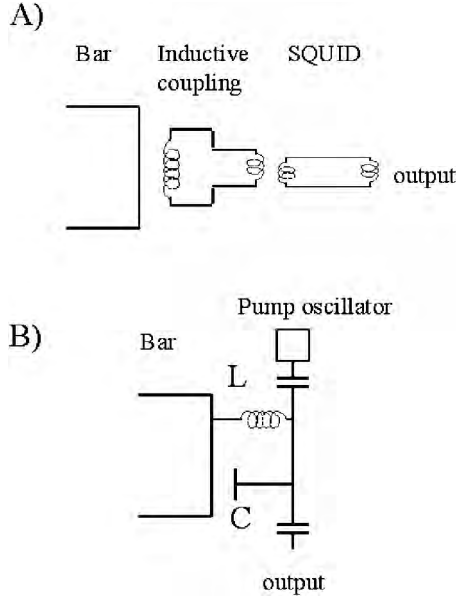 A)
Bar
Inductive
coupling
SQUID
output
B)
Pump oscillator
Bar
L
C
output